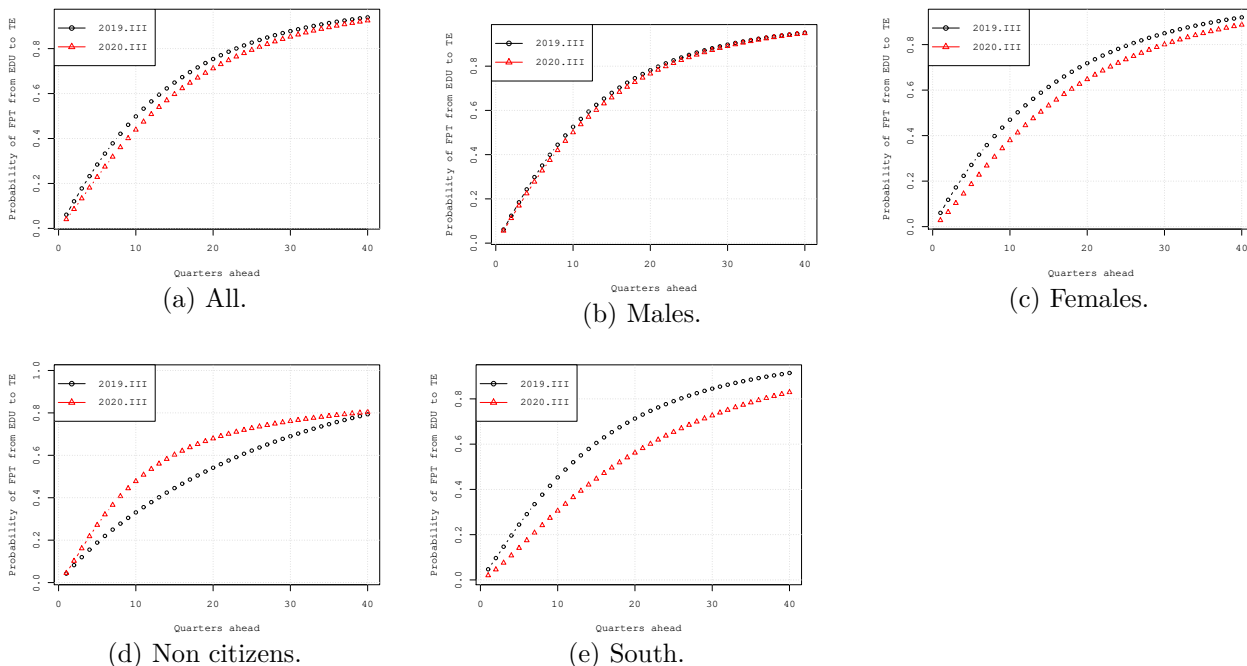 Probability of FPT from EDU to TE
0.0 0.2 0.4 0.6 0.8
2019.III
2020.III
0 10 20 30 40
Quarters ahead
(a) All.
Probability of FPT from EDU to TE
0.0 0.2 0.4 0.6 0.8
2019.III
2020.III
0 10 20 30 40
Quarters ahead
(b) Males.
Probability of FPT from EDU to TE
0.0 0.2 0.4 0.6 0.8
2019.III
2020.III
0 10 20 30 40
Quarters ahead
(c) Females.
Probability of FPT from EDU to TE
0.0 0.2 0.4 0.6 0.8 1.0
2019.III
2020.III
0 10 20 30 40
Quarters ahead
(d) Non citizens.
Probability of FPT from EDU to TE
0.0 0.2 0.4 0.6 0.8
2019.III
2020.III
0 10 20 30 40
Quarters ahead
(e) South.